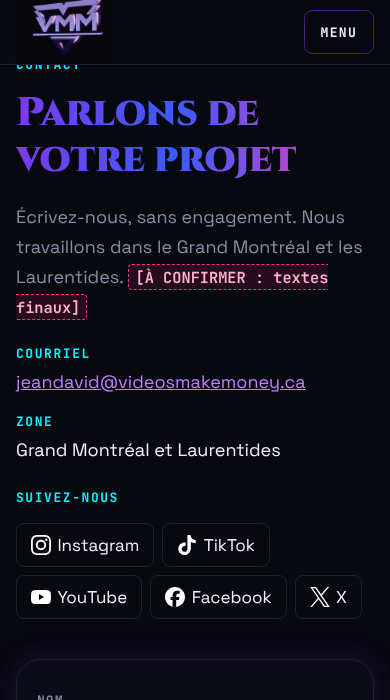 VMM
MENU
CONTACT
Parlons de
votre projet
Écrivez-nous, sans engagement. Nous
travaillons dans le Grand Montréal et les
Laurentides. [À CONFIRMER : textes
finaux]
COURRIEL
jeandavid@videosmakemoney.ca
ZONE
Grand Montréal et Laurentides
SUIVEZ-NOUS
Instagram
TikTok
YouTube
Facebook
X
NOM